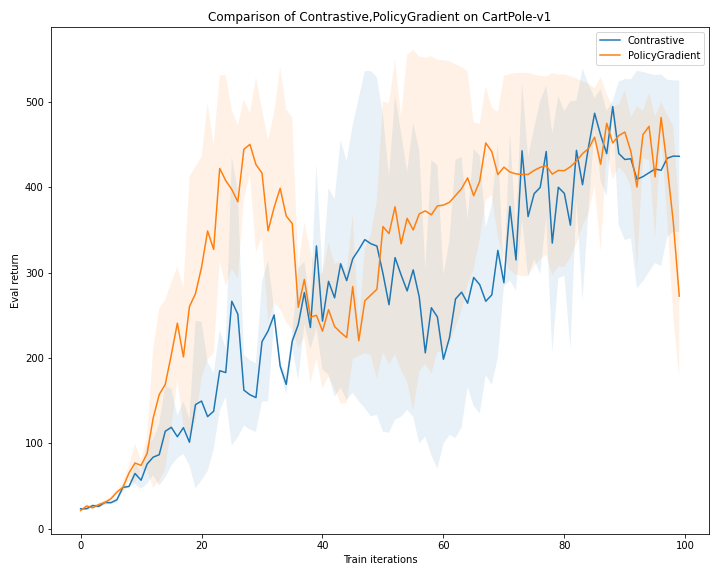 Comparison of Contrastive,PolicyGradient on CartPole-v1
Contrastive
PolicyGradient
Eval return
500
400
300
200
100
0
0 20 40 60 80 100
Train iterations